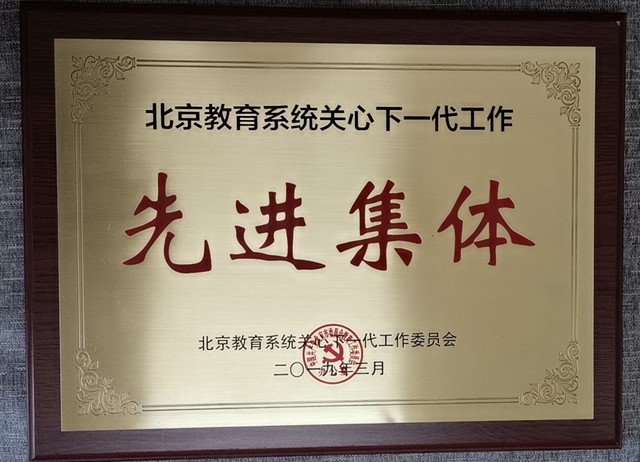 北京教育系统关心下一代工作
先进集体
北京教育系统关心下一代工作委员会
二〇一九年三月